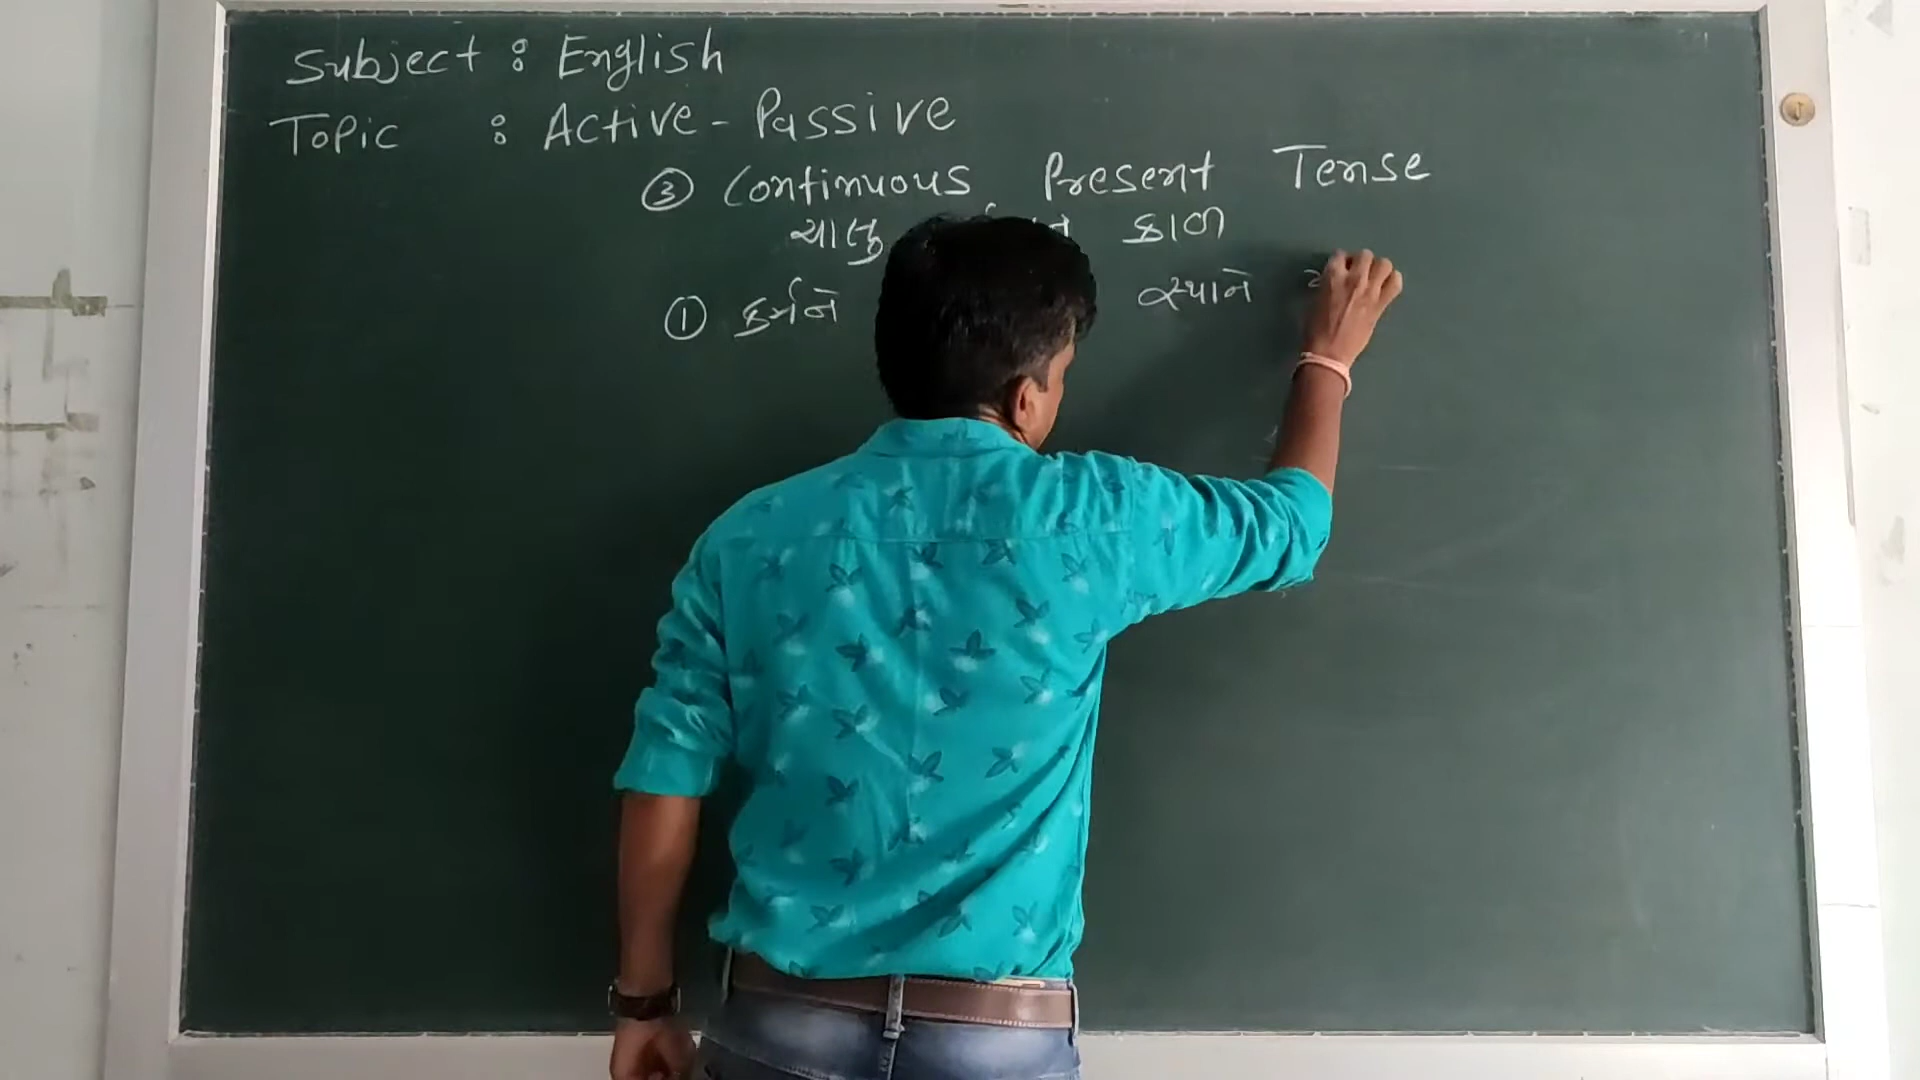 Subject : English
Topic : Active - Passive
③ Continuous Present Tense
ચાલુ કાળ
① કર્મને સ્થાને